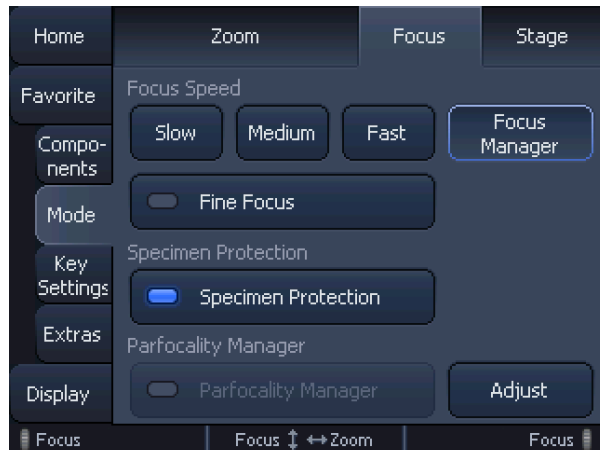 Home
Zoom
Focus
Stage
Favorite
Focus Speed
Slow
Medium
Fast
Focus
Manager
Compo-
nents
Fine Focus
Mode
Specimen Protection
Key
Settings
Specimen Protection
Extras
Parfocality Manager
Parfocality Manager
Adjust
Display
Focus
Focus ↕ ↔ Zoom
Focus